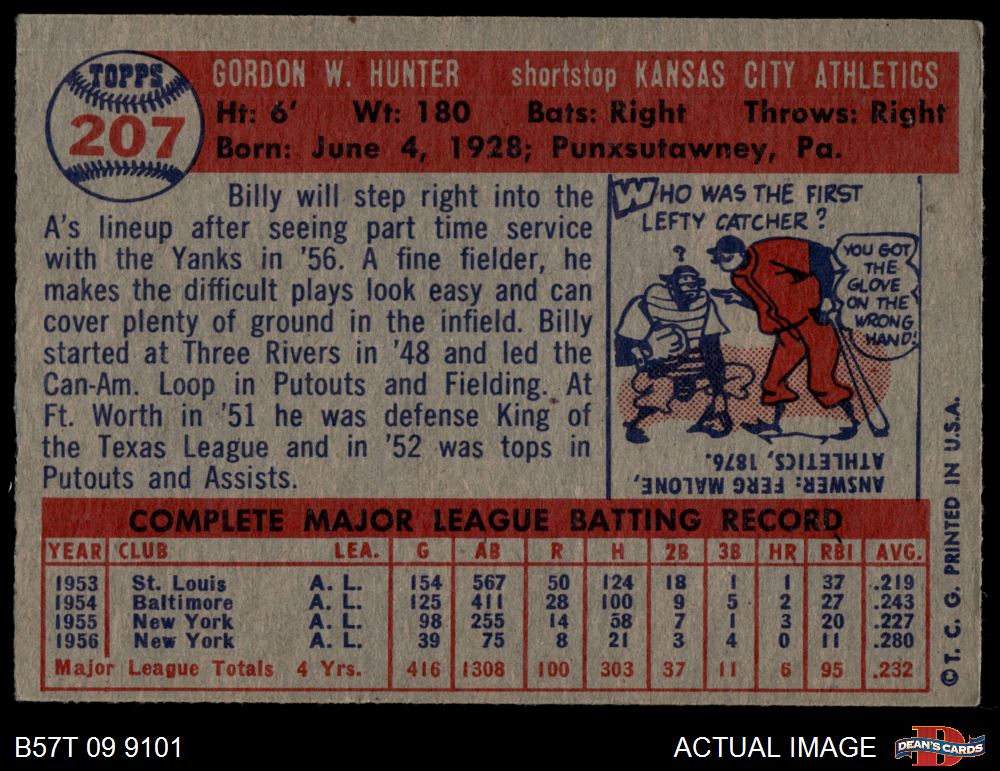 TOPPS
207
GORDON W. HUNTER shortstop KANSAS CITY ATHLETICS
Ht: 6' Wt: 180 Bats: Right Throws: Right
Born: June 4, 1928; Punxsutawney, Pa.
Billy will step right into the
A's lineup after seeing part time service
with the Yanks in '56. A fine fielder, he
makes the difficult plays look easy and can
cover plenty of ground in the infield. Billy
started at Three Rivers in '48 and led the
Can-Am. Loop in Putouts and Fielding. At
Ft. Worth in '51 he was defense King of
the Texas League and in '52 was tops in
Putouts and Assists.
WHO WAS THE FIRST
LEFTY CATCHER?
?
YOU GOT
THE
GLOVE
ON THE
WRONG
HAND!
ANSWER: FERG MALONE,
ATHLETICS, 1876.
COMPLETE MAJOR LEAGUE BATTING RECORD
YEAR CLUB LEA. G AB R H 2B 3B HR RBI AVG.
1953 St. Louis A. L. 154 567 50 124 18 1 1 37 .219
1954 Baltimore A. L. 125 411 28 100 9 5 2 27 .243
1955 New York A. L. 98 255 14 58 7 1 3 20 .227
1956 New York A. L. 39 75 8 21 3 4 0 11 .280
Major League Totals 4 Yrs. 416 1308 100 303 37 11 6 95 .232
© T. C. G. PRINTED IN U.S.A.
B57T 09 9101
ACTUAL IMAGE
DEAN'S CARDS